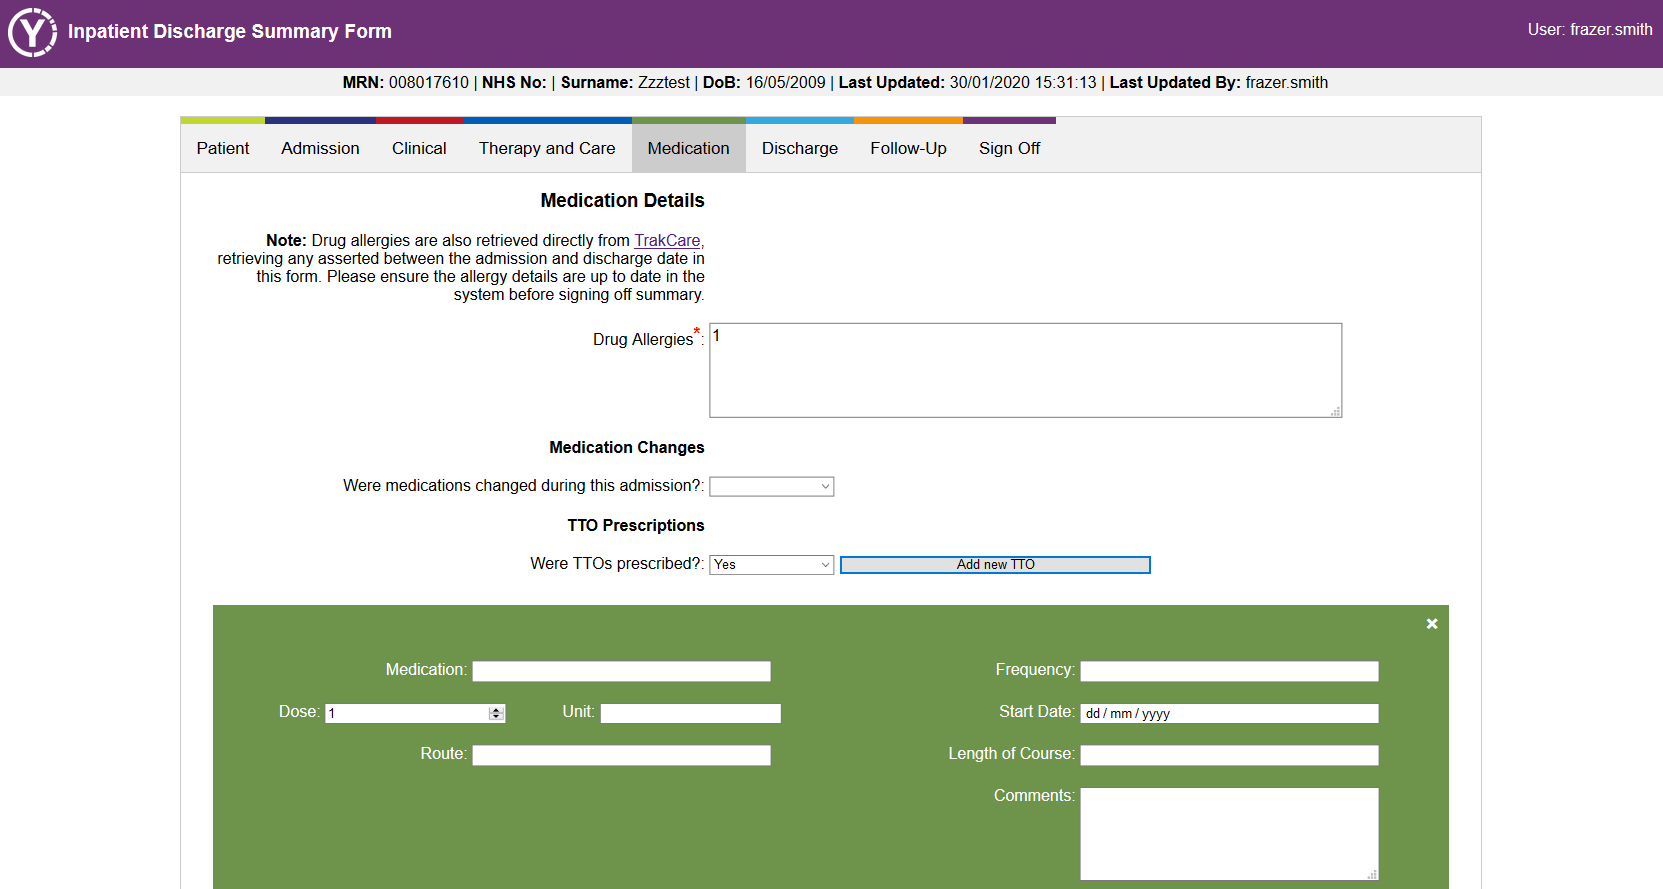 Y Inpatient Discharge Summary Form
User: frazer.smith
MRN: 008017610 | NHS No: | Surname: Zzztest | DoB: 16/05/2009 | Last Updated: 30/01/2020 15:31:13 | Last Updated By: frazer.smith
Patient Admission Clinical Therapy and Care Medication Discharge Follow-Up Sign Off
Medication Details
Note: Drug allergies are also retrieved directly from TrakCare,
retrieving any asserted between the admission and discharge date in
this form. Please ensure the allergy details are up to date in the
system before signing off summary.
Drug Allergies*: 1
Medication Changes
Were medications changed during this admission?:
TTO Prescriptions
Were TTOs prescribed?: Yes Add new TTO
×
Medication: Frequency:
Dose: 1 Unit: Start Date: dd / mm / yyyy
Route: Length of Course:
Comments: